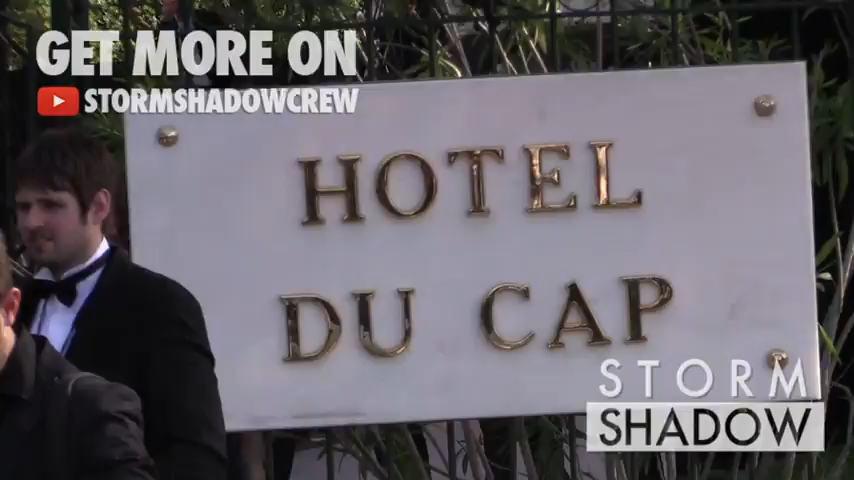 GET MORE ON
STORMSHADOWCREW
HOTEL
DU CAP
STORM
SHADOW